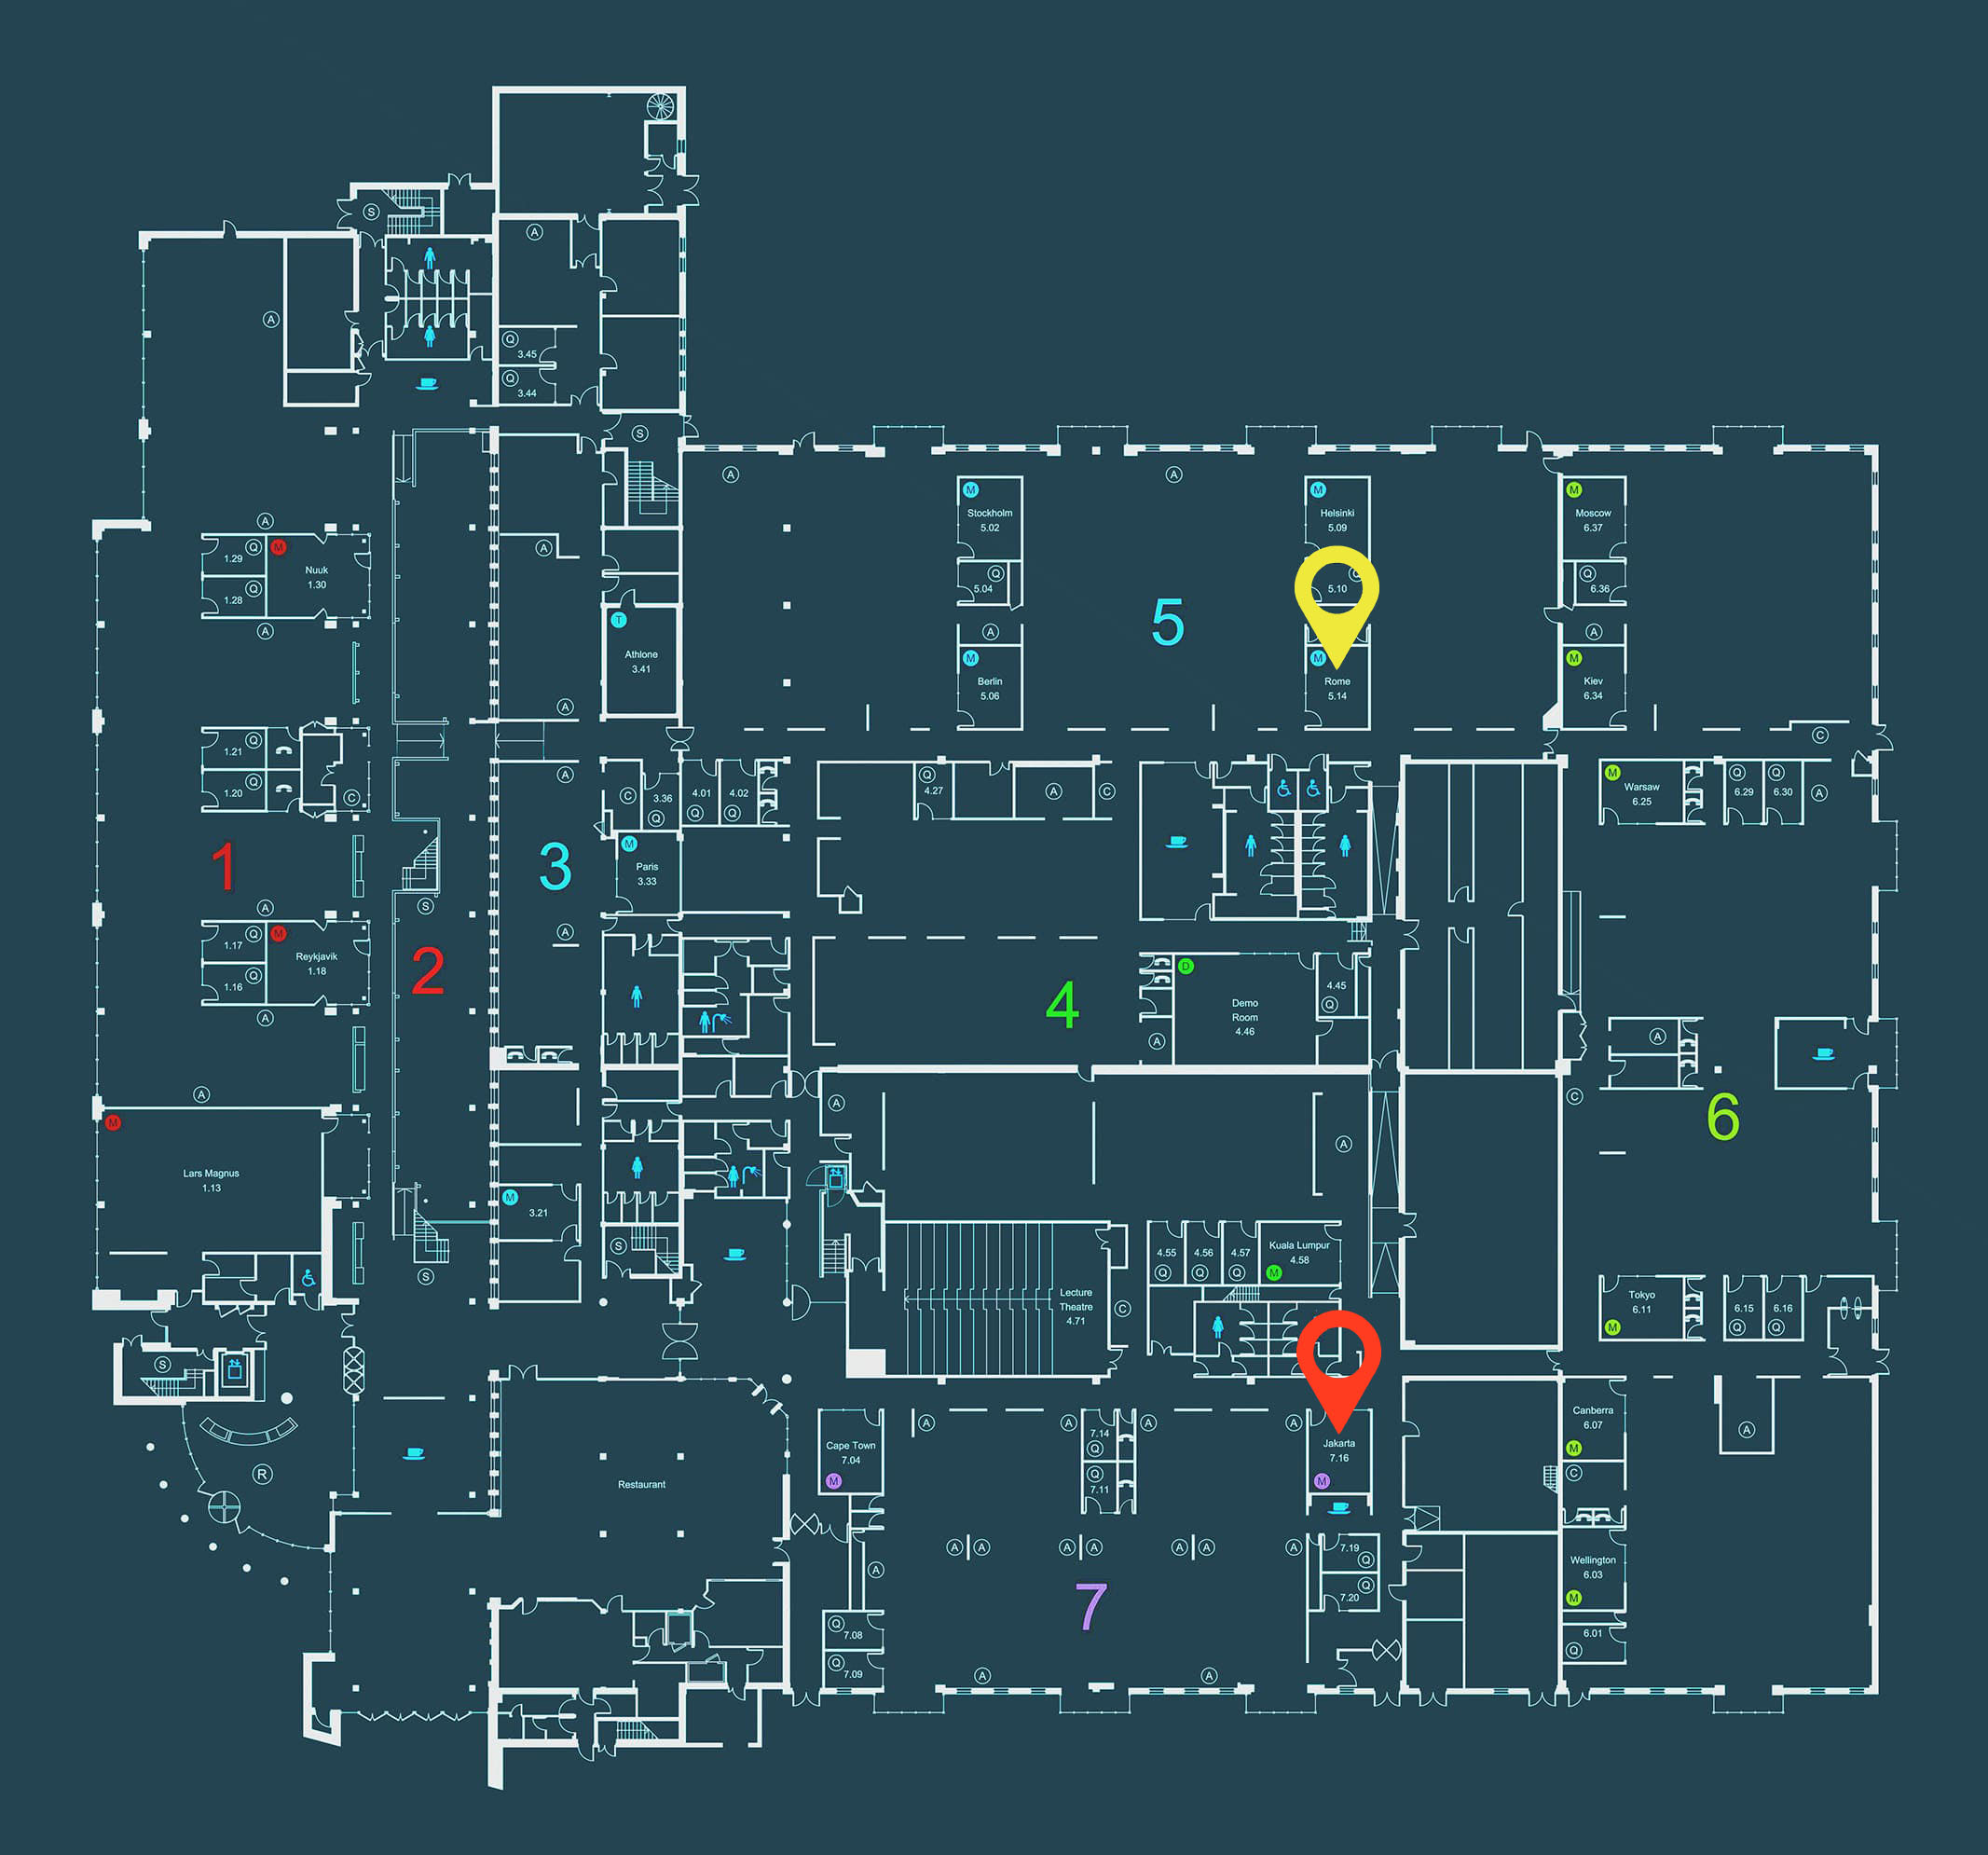 S
A
A
Q
3.45
Q
3.44
S
A
A
M
Stockholm
5.02
M
Helsinki
5.09
M
Moscow
6.37
A
Q
1.29
M
Nuuk
1.30
Q
1.28
A
A
Q
5.04
5.10
Q
6.36
T
Athlone
3.41
5
A
A
M
Berlin
5.06
M
Rome
5.14
M
Kiev
6.34
A
C
1.21
Q
1.20
Q
C
A
C
3.36
Q
4.01
Q
4.02
Q
Q
4.27
A
C
M
Warsaw
6.25
Q
6.29
Q
6.30
A
1
3
M
Paris
3.33
A
S
A
1.17
Q
M
Reykjavik
1.18
1.16
Q
A
2
4
D
Demo
Room
4.46
4.45
Q
A
A
A
M
Lars Magnus
1.13
A
A
C
6
M
3.21
S
S
4.55
Q
4.56
Q
4.57
Q
Kuala Lumpur
4.58
M
Lecture
Theatre
4.71
C
Tokyo
6.11
M
6.15
Q
6.16
Q
S
R
Restaurant
Cape Town
7.04
M
A
A
7.14
Q
Q
7.11
A
A
Jakarta
7.16
M
Canberra
6.07
M
C
A
A
A
A
A
A
A
A
A
7.19
Q
Q
7.20
Wellington
6.03
M
7
Q
7.08
Q
7.09
A
A
6.01
Q